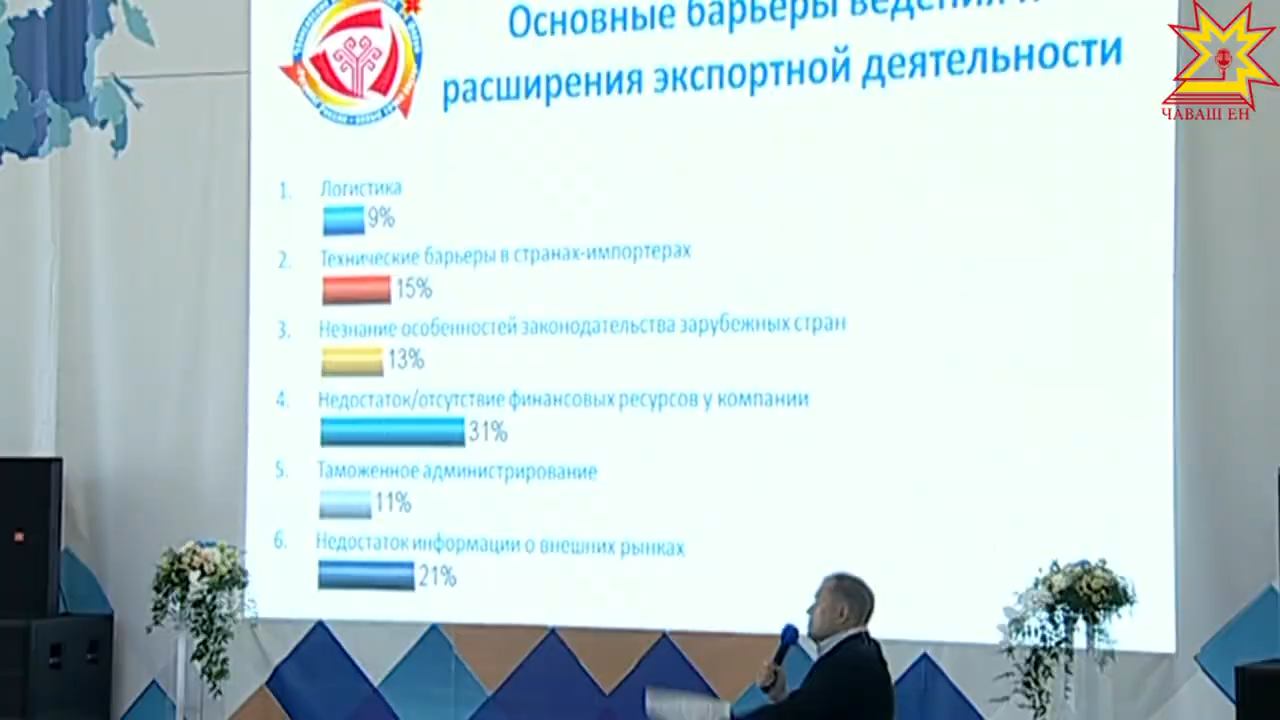 Основные барьеры ведения и
расширения экспортной деятельности
ЧӐВАШ ЕН
1. Логистика
9%
2. Технические барьеры в странах-импортерах
15%
3. Незнание особенностей законодательства зарубежных стран
13%
4. Недостаток/отсутствие финансовых ресурсов у компании
31%
5. Таможенное администрирование
11%
6. Недостаток информации о внешних рынках
21%